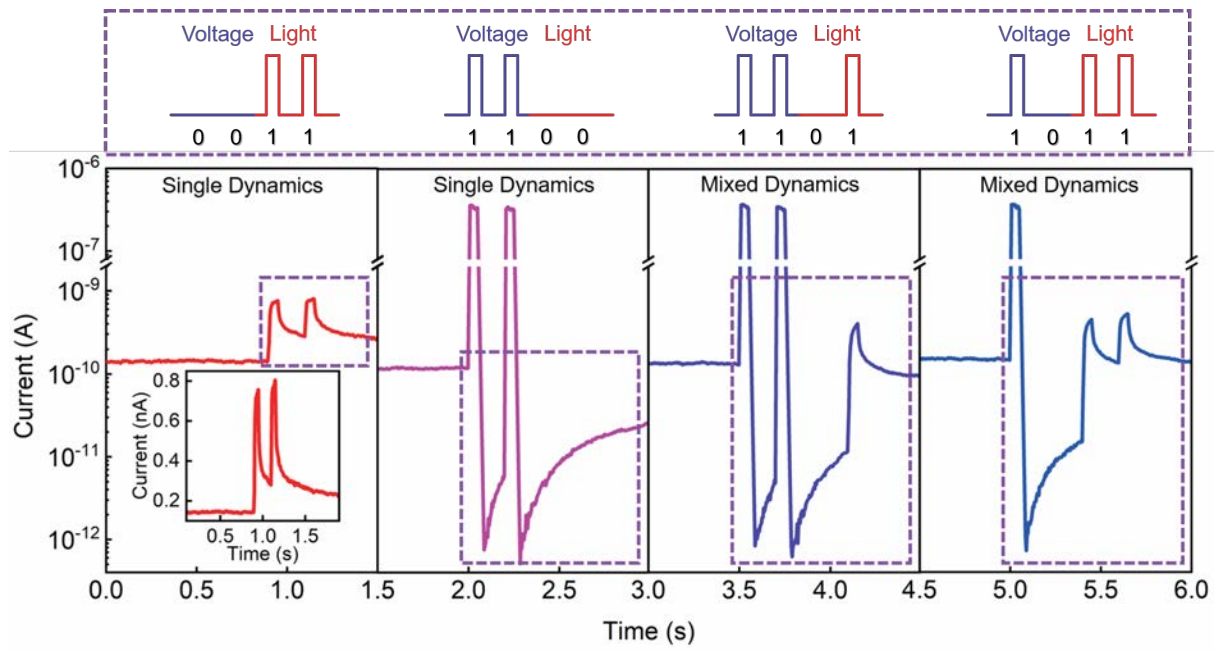 Voltage Light
0 0 1 1
Voltage Light
1 1 0 0
Voltage Light
1 1 0 1
Voltage Light
1 0 1 1
Single Dynamics
Single Dynamics
Mixed Dynamics
Mixed Dynamics
Current (A)
10⁻⁶
10⁻⁷
10⁻⁹
10⁻¹⁰
10⁻¹¹
10⁻¹²
Current (nA)
0.8
0.6
0.4
0.2
0.5 1.0 1.5
Time (s)
0.0 0.5 1.0 1.5 2.0 2.5 3.0 3.5 4.0 4.5 5.0 5.5 6.0
Time (s)